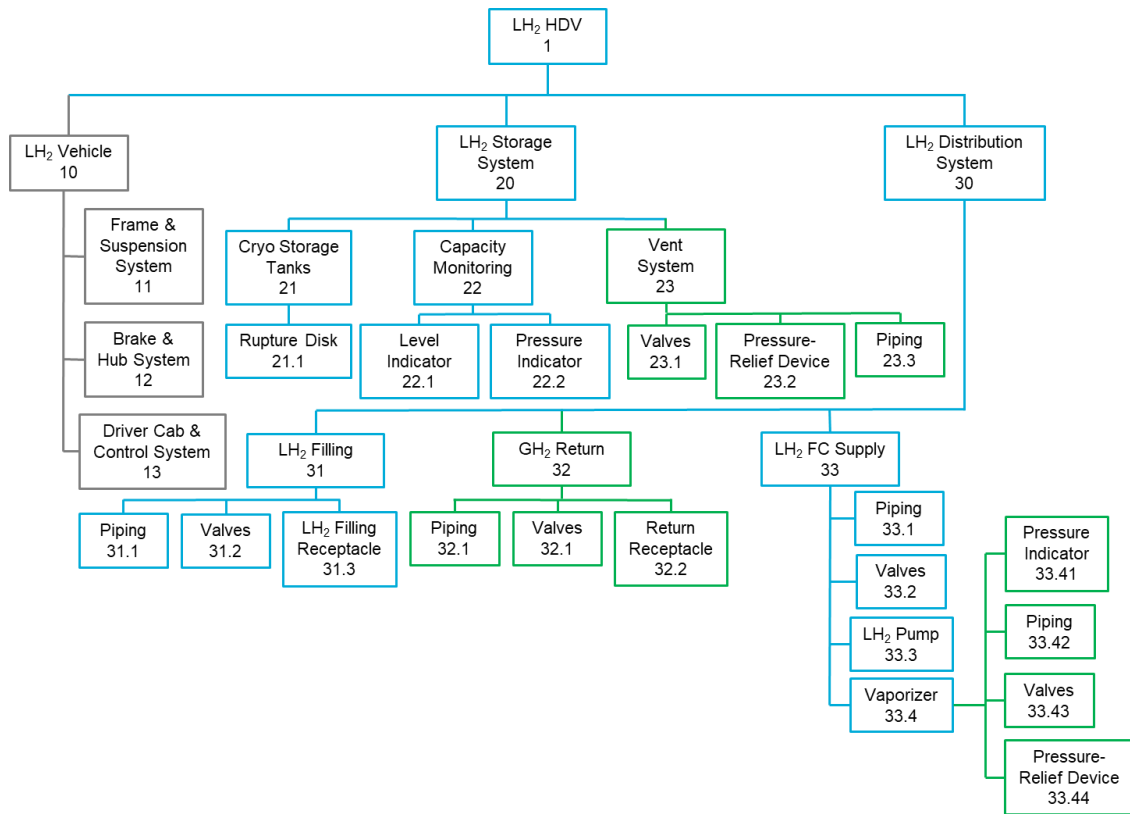 LH₂ HDV
1
LH₂ Vehicle
10
LH₂ Storage
System
20
LH₂ Distribution
System
30
Frame &
Suspension
System
11
Brake &
Hub System
12
Driver Cab &
Control System
13
Cryo Storage
Tanks
21
Capacity
Monitoring
22
Vent
System
23
Rupture Disk
21.1
Level
Indicator
22.1
Pressure
Indicator
22.2
Valves
23.1
Pressure-
Relief Device
23.2
Piping
23.3
LH₂ Filling
31
GH₂ Return
32
LH₂ FC Supply
33
Piping
31.1
Valves
31.2
LH₂ Filling
Receptacle
31.3
Piping
32.1
Valves
32.1
Return
Receptacle
32.2
Piping
33.1
Valves
33.2
LH₂ Pump
33.3
Vaporizer
33.4
Pressure
Indicator
33.41
Piping
33.42
Valves
33.43
Pressure-
Relief Device
33.44